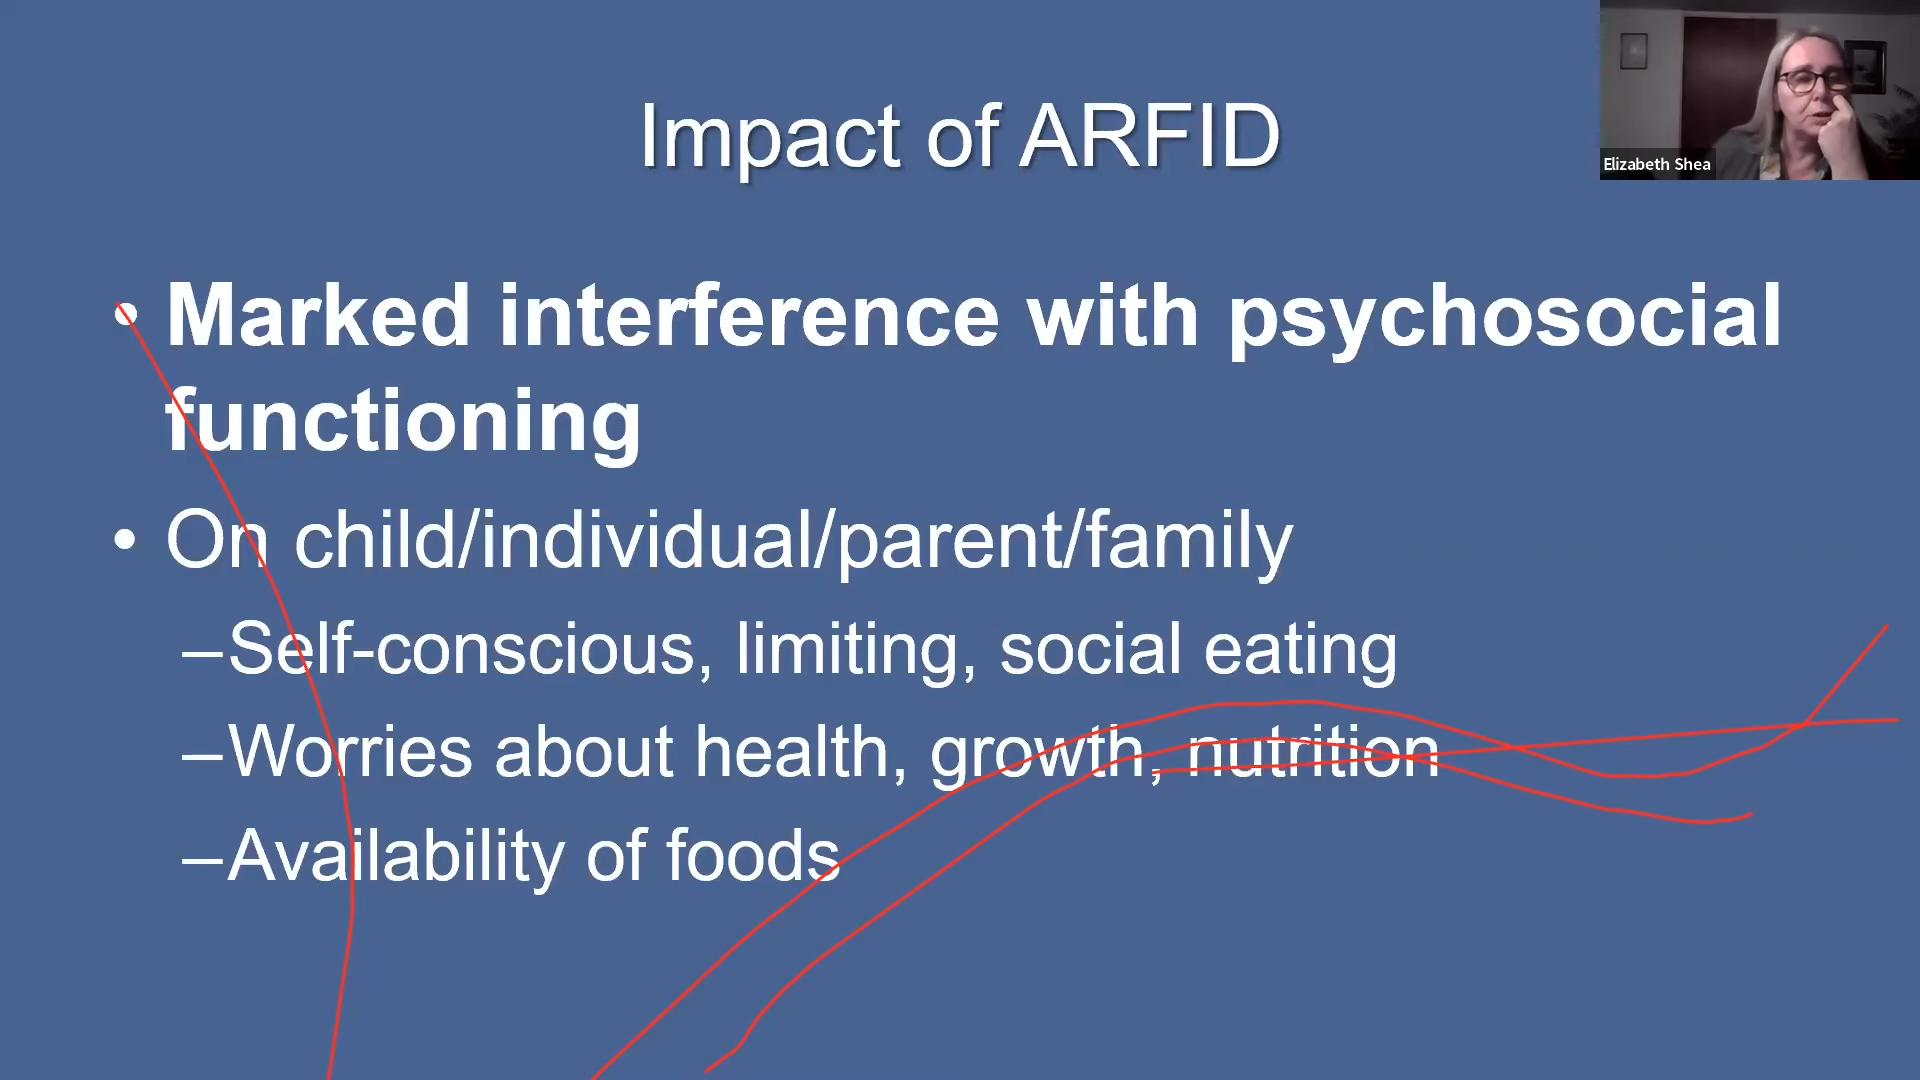 Impact of ARFID
Elizabeth Shea
• Marked interference with psychosocial
functioning
• On child/individual/parent/family
–Self-conscious, limiting, social eating
–Worries about health, growth, nutrition
–Availability of foods